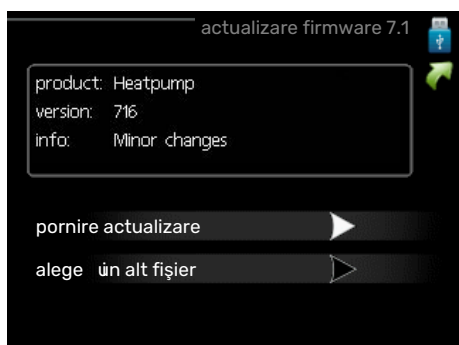 actualizare firmware 7.1
product: Heatpump
version: 716
info: Minor changes
pornire actualizare
alege un alt fişier